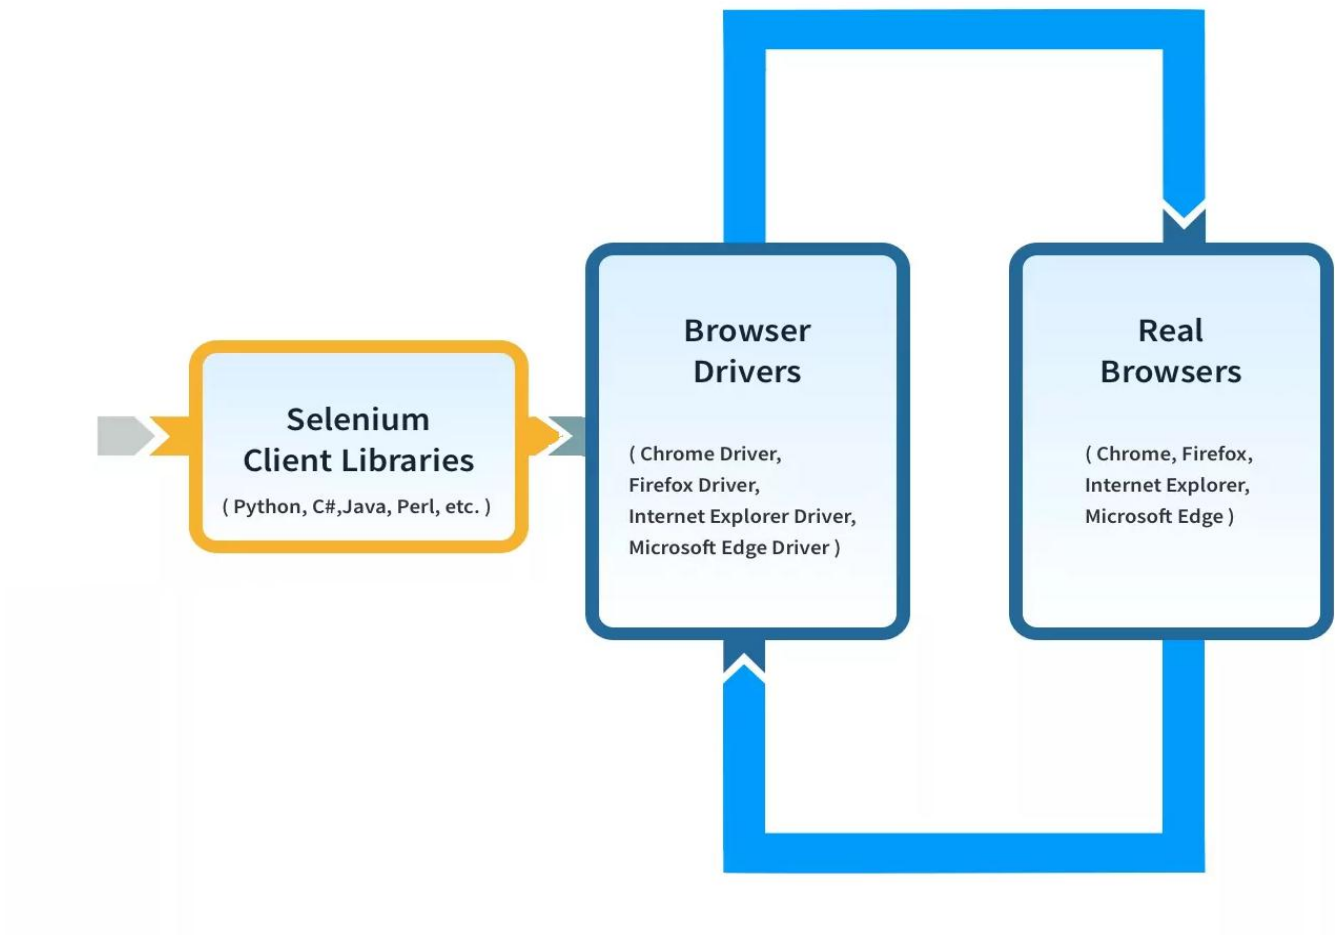 Selenium
Client Libraries
( Python, C#,Java, Perl, etc. )
Browser
Drivers
( Chrome Driver,
Firefox Driver,
Internet Explorer Driver,
Microsoft Edge Driver )
Real
Browsers
( Chrome, Firefox,
Internet Explorer,
Microsoft Edge )